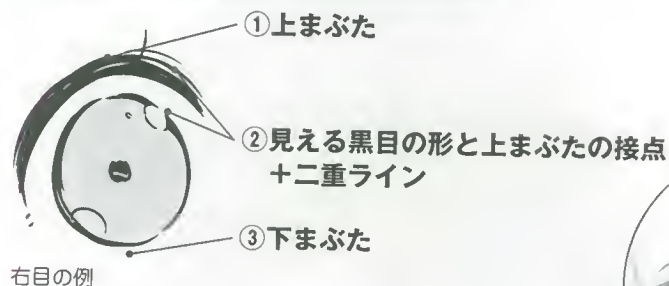 ①上まぶた
②見える黒目の形と上まぶたの接点
＋二重ライン
③下まぶた
右目の例